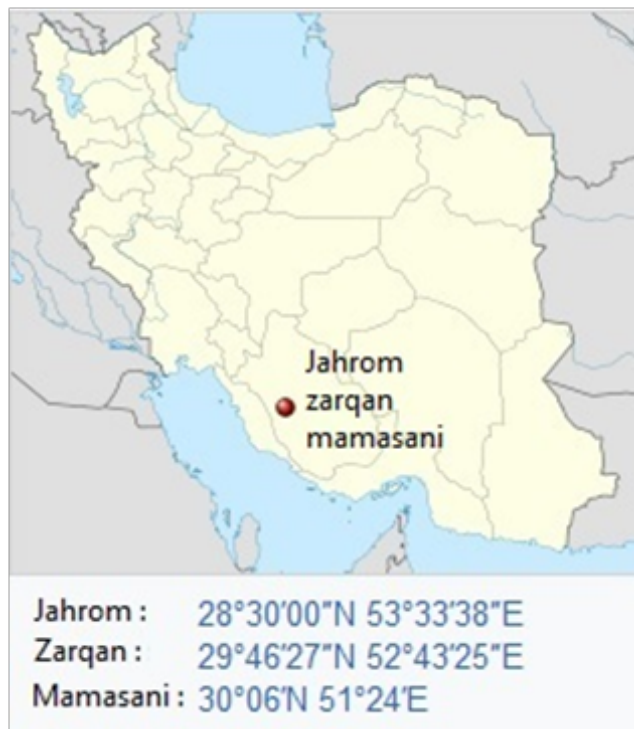 Jahrom
zarqan
mamasani
Jahrom : 28°30′00″N 53°33′38″E
Zarqan : 29°46′27″N 52°43′25″E
Mamasani : 30°06′N 51°24′E